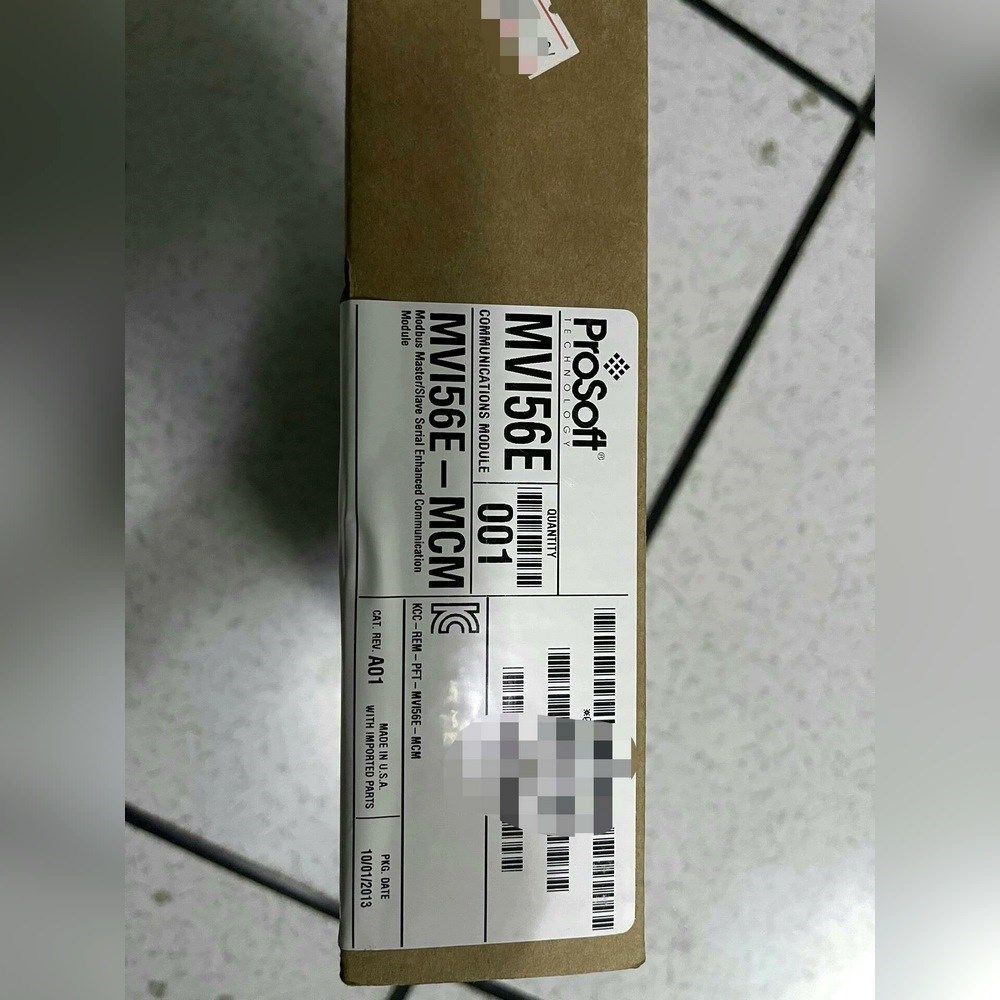 ProSoft®
TECHNOLOGY
MVI56E
COMMUNICATIONS MODULE
QUANTITY
001
MVI56E-MCM
Modbus Master/Slave Serial Enhanced Communication
Module
KCC-REM-PFT-MVI56E-MCM
CAT. REV. A01
MADE IN U.S.A.
WITH IMPORTED PARTS
PKG. DATE
10/01/2013